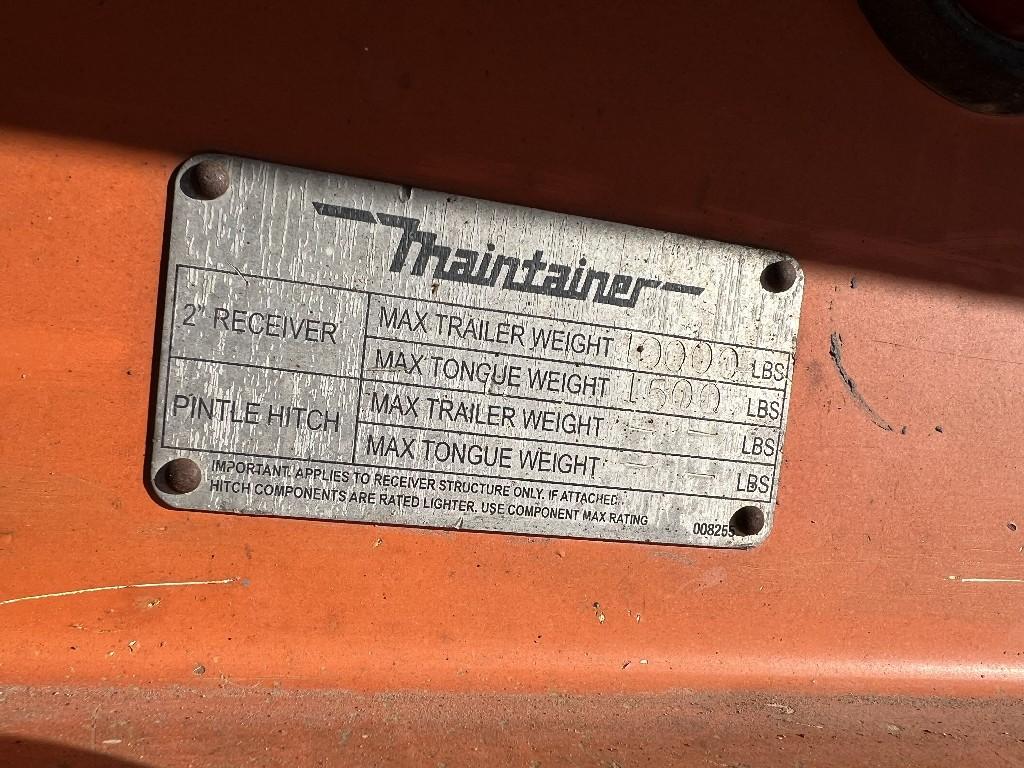 Maintainer
2" RECEIVER
MAX TRAILER WEIGHT 10000 LBS
MAX TONGUE WEIGHT 1500 LBS
PINTLE HITCH
MAX TRAILER WEIGHT -- LBS
MAX TONGUE WEIGHT -- LBS
IMPORTANT: APPLIES TO RECEIVER STRUCTURE ONLY. IF ATTACHED
HITCH COMPONENTS ARE RATED LIGHTER, USE COMPONENT MAX RATING